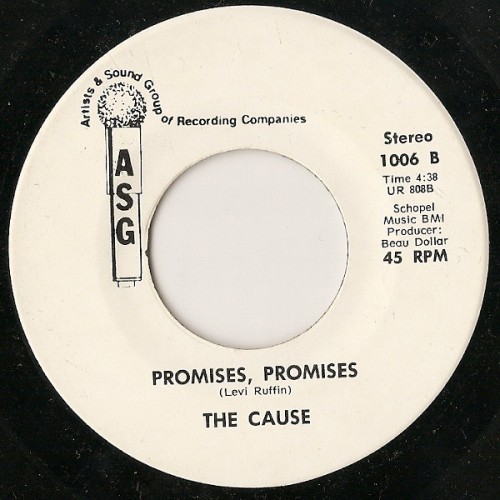 Artists & Sound Group of Recording Companies
ASG
Stereo
1006 B
Time 4:38
UR 808B
Schopel
Music BMI
Producer:
Beau Dollar
45 RPM
PROMISES, PROMISES
(Levi Ruffin)
THE CAUSE